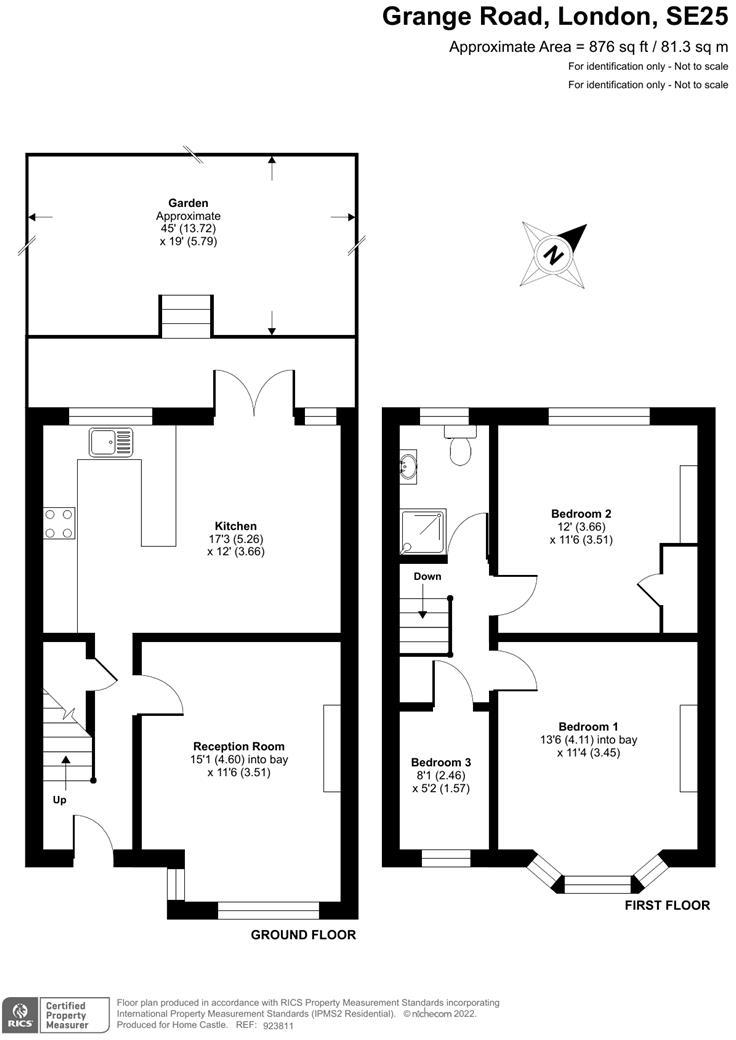 Grange Road, London, SE25
Approximate Area = 876 sq ft / 81.3 sq m
For identification only - Not to scale
For identification only - Not to scale
Garden
Approximate
45' (13.72)
x 19' (5.79)
N
Kitchen
17'3 (5.26)
x 12' (3.66)
Bedroom 2
12' (3.66)
x 11'6 (3.51)
Down
Reception Room
15'1 (4.60) into bay
x 11'6 (3.51)
Up
Bedroom 1
13'6 (4.11) into bay
x 11'4 (3.45)
Bedroom 3
8'1 (2.46)
x 5'2 (1.57)
GROUND FLOOR
FIRST FLOOR
RICS
Certified
Property
Measurer
Floor plan produced in accordance with RICS Property Measurement Standards incorporating
International Property Measurement Standards (IPMS2 Residential). © nichecom 2022.
Produced for Home Castle. REF: 923811